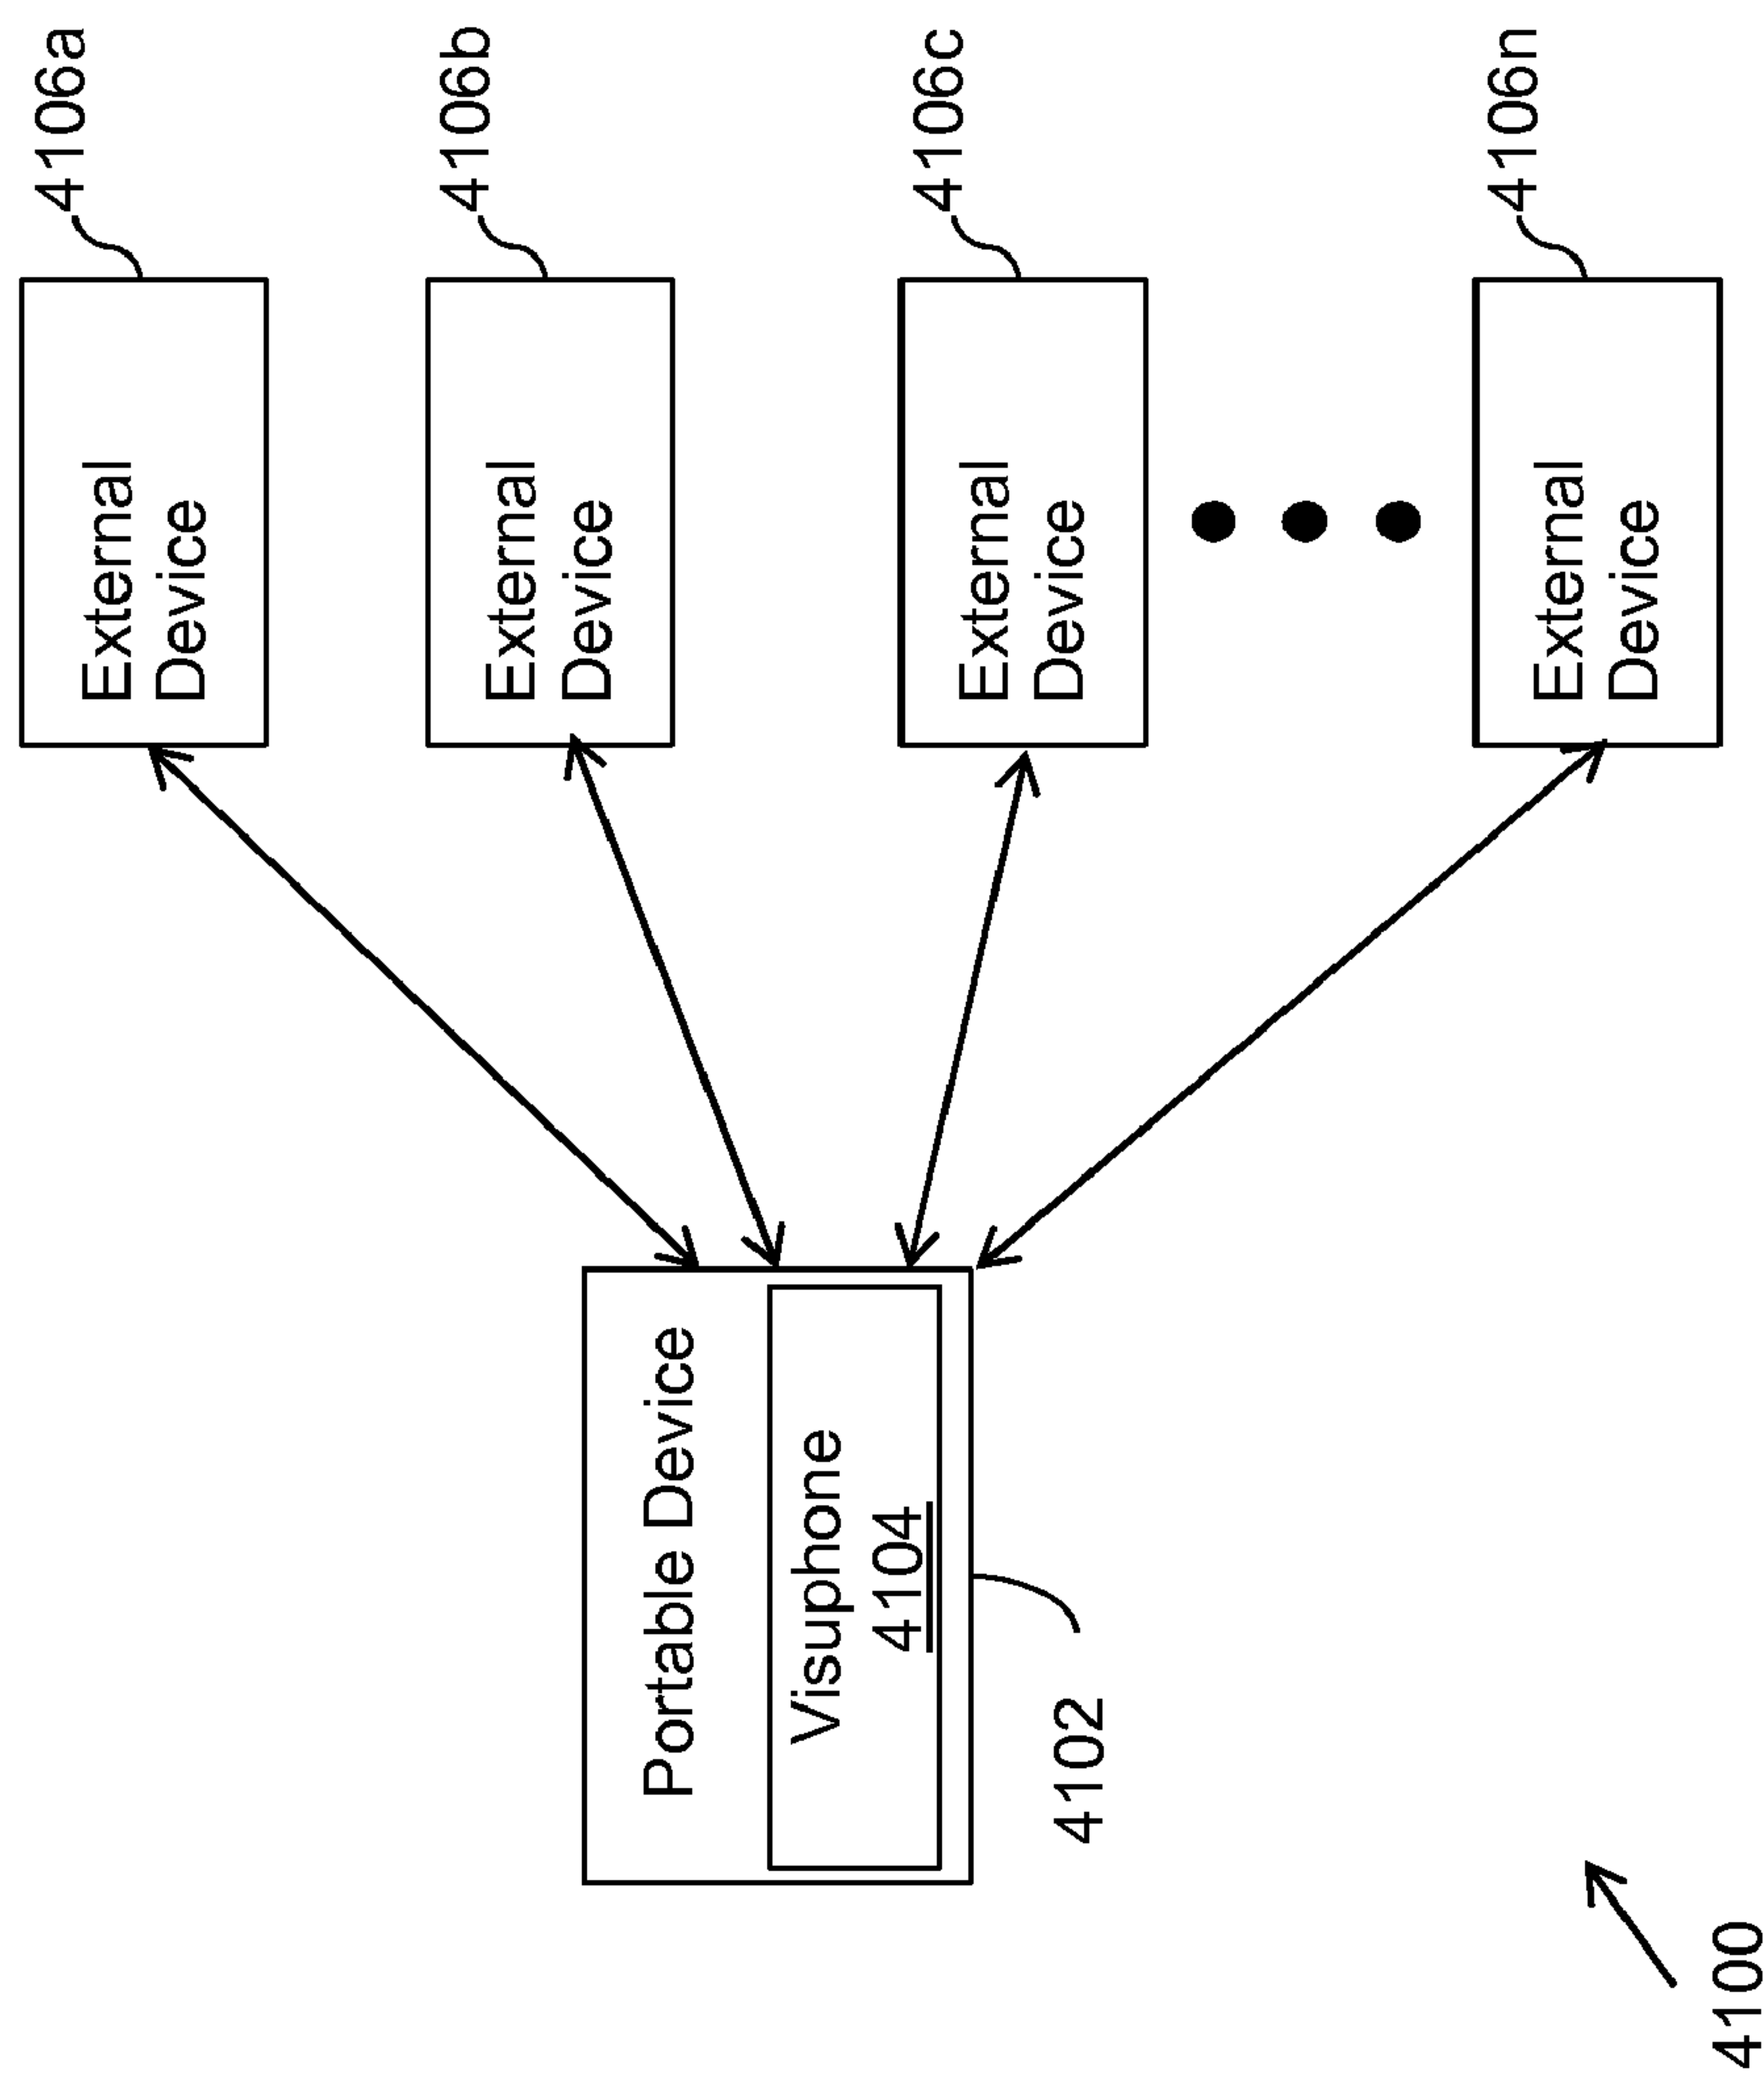 4106a
External
Device
4106b
External
Device
4106c
External
Device
4106n
External
Device
Portable Device
Visuphone
4104
4102
4100